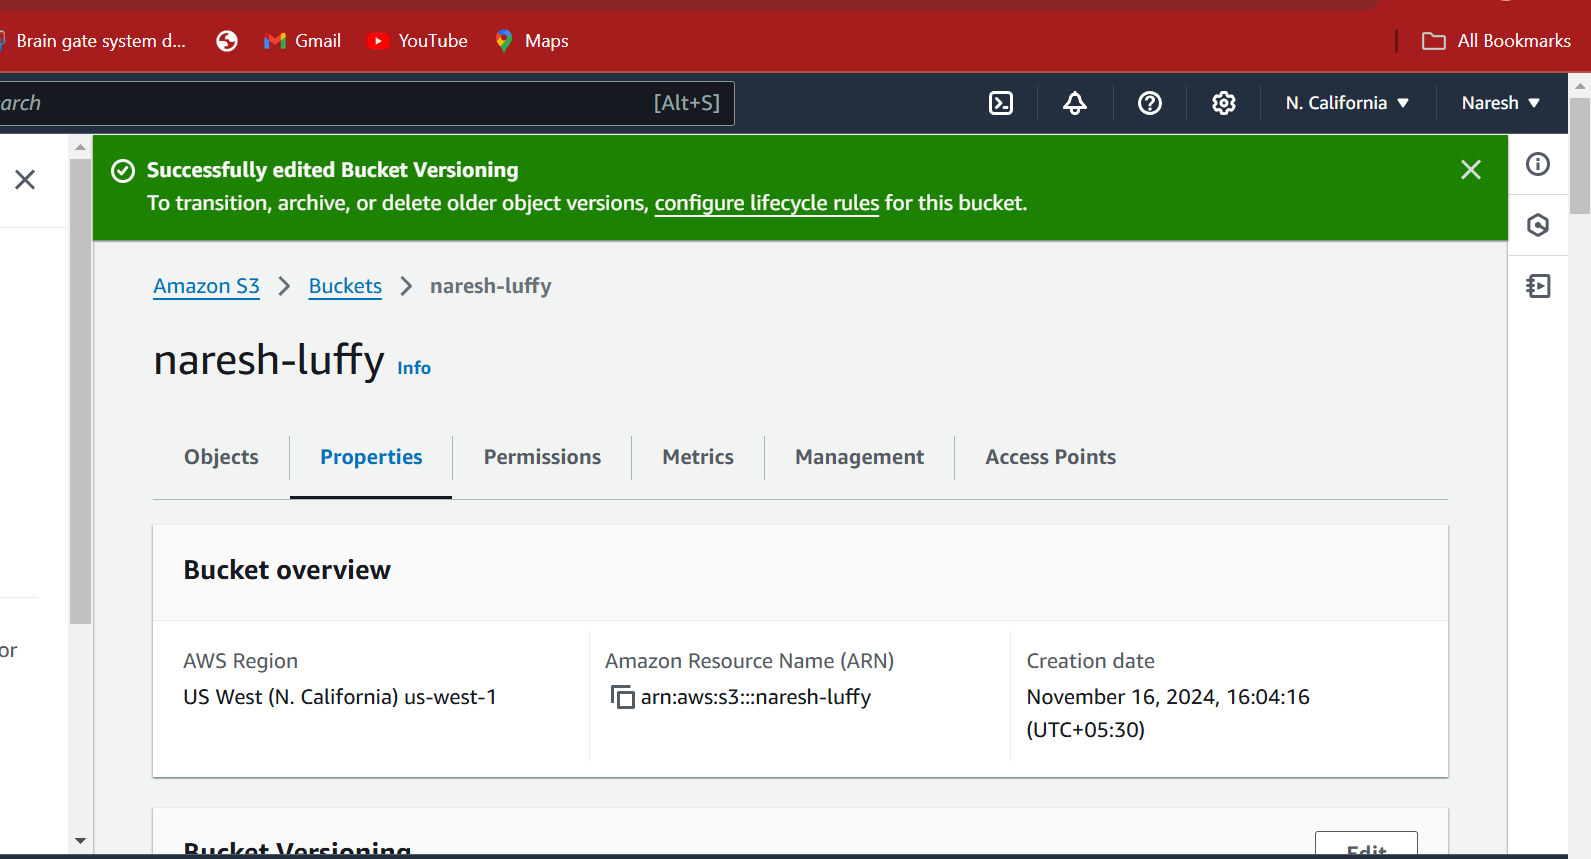 Brain gate system d...
Gmail
YouTube
Maps
All Bookmarks
arch
[Alt+S]
N. California
Naresh
Successfully edited Bucket Versioning
To transition, archive, or delete older object versions, configure lifecycle rules for this bucket.
Amazon S3
Buckets
naresh-luffy
naresh-luffy Info
Objects
Properties
Permissions
Metrics
Management
Access Points
Bucket overview
or
AWS Region
US West (N. California) us-west-1
Amazon Resource Name (ARN)
arn:aws:s3:::naresh-luffy
Creation date
November 16, 2024, 16:04:16
(UTC+05:30)
Bucket Versioning
Edit